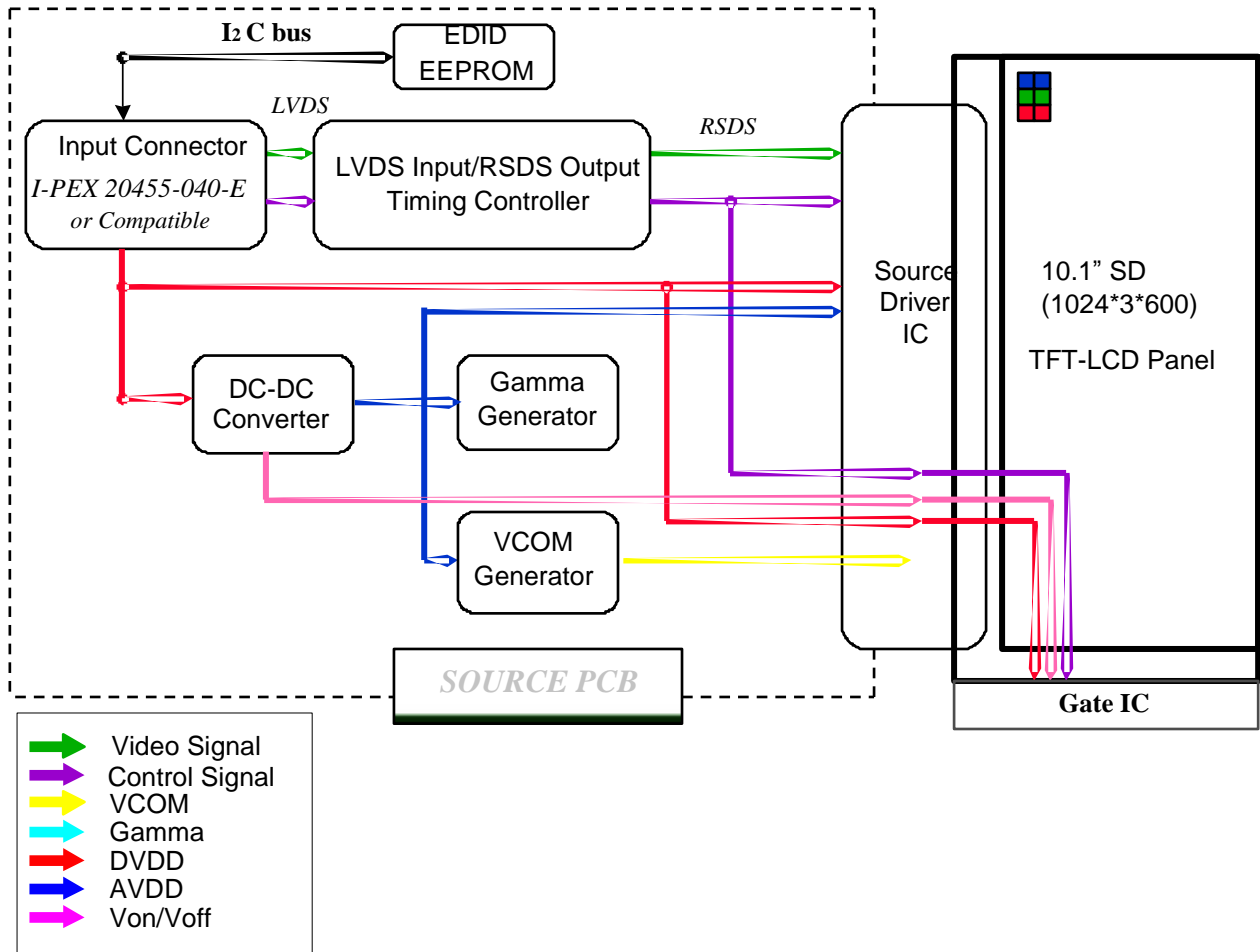 I2 C bus
EDID
EEPROM
LVDS
RSDS
Input Connector
I-PEX 20455-040-E
or Compatible
LVDS Input/RSDS Output
Timing Controller
Source
Driver
IC
10.1” SD
(1024*3*600)
TFT-LCD Panel
DC-DC
Converter
Gamma
Generator
VCOM
Generator
SOURCE PCB
Gate IC
Video Signal
Control Signal
VCOM
Gamma
DVDD
AVDD
Von/Voff